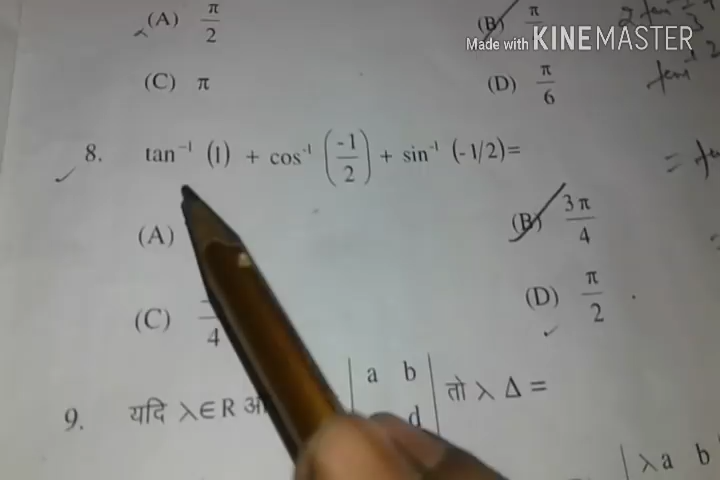 (A) π/2 (B) π/
Made with KINEMASTER
(C) π (D) π/6
8. tan⁻¹ (1) + cos⁻¹ (-1/2) + sin⁻¹ (-1/2)=
(A) (B) 3π/4
(C) 4 (D) π/2 .
9. यदि λ∈R | a b | तो λ Δ =
d
| λa b